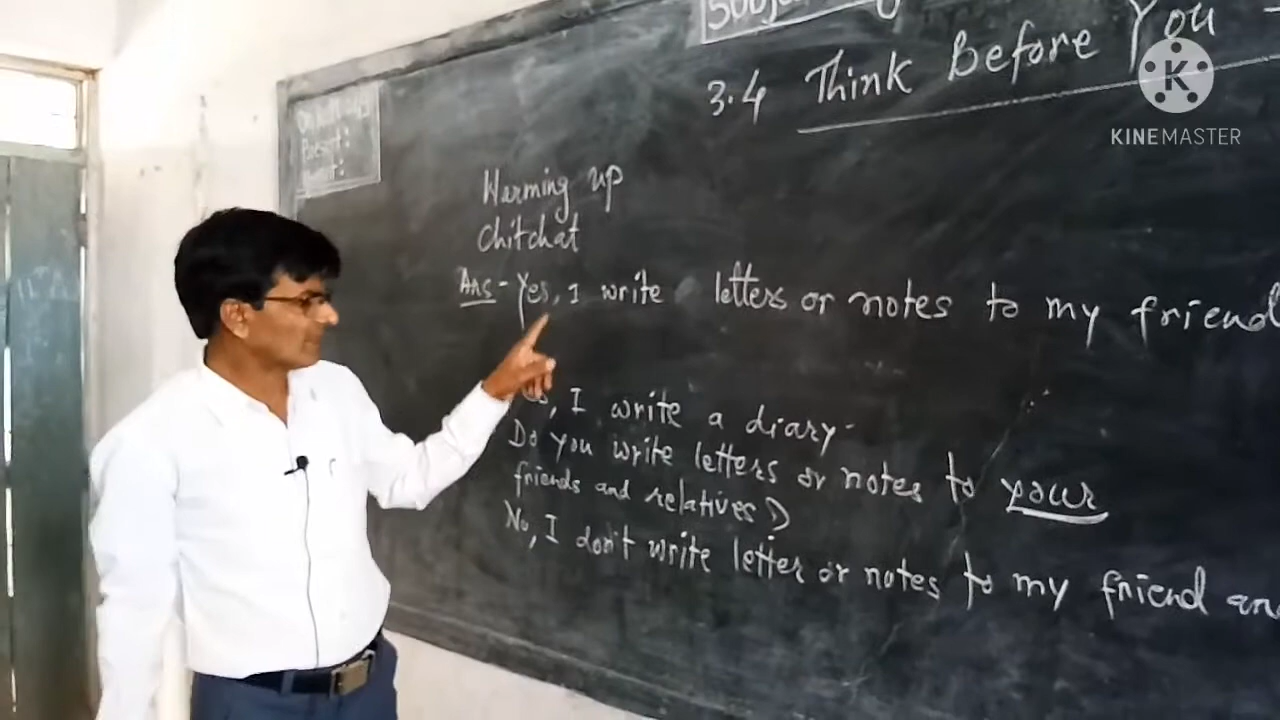 3.4 Think Before You
KINEMASTER
Warming up
Chitchat
Ans - Yes, I write letters or notes to my friend
I write a diary.
Do you write letters or notes to your
friends and relatives?
No, I don't write letter or notes to my friend an